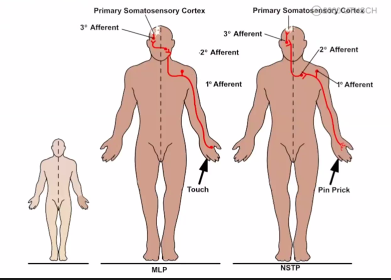 Primary Somatosensory Cortex
3° Afferent
2° Afferent
1° Afferent
Touch
MLP
Primary Somatosensory Cortex
3° Afferent
2° Afferent
1° Afferent
Pin Prick
NSTP